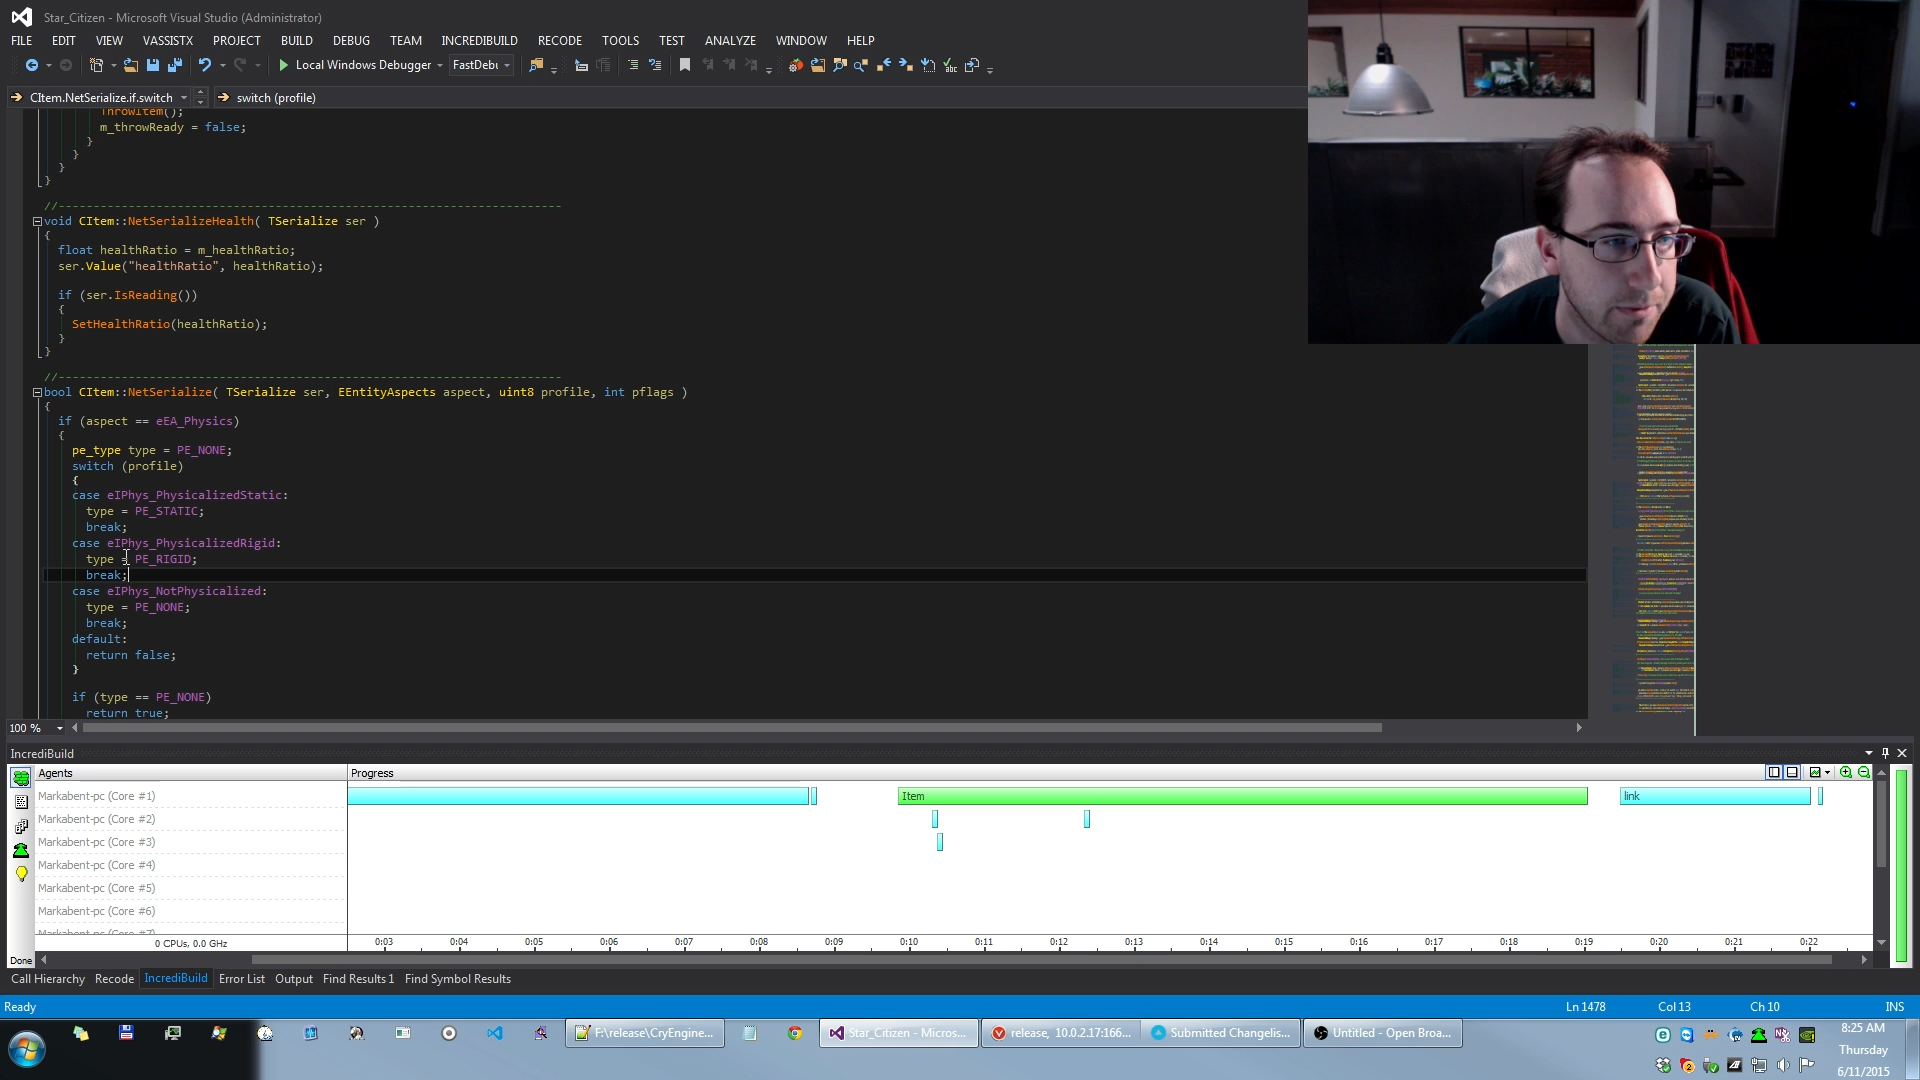 Star_Citizen - Microsoft Visual Studio (Administrator)
FILE EDIT VIEW VASSISTX PROJECT BUILD DEBUG TEAM INCREDIBUILD RECODE TOOLS TEST ANALYZE WINDOW HELP
Local Windows Debugger FastDebu
CItem.NetSerialize.if.switch switch (profile)
ThrowItem();
m_throwReady = false;
}
}
}
}
//------------------------------------------------------------------------
void CItem::NetSerializeHealth( TSerialize ser )
{
float healthRatio = m_healthRatio;
ser.Value("healthRatio", healthRatio);
if (ser.IsReading())
{
SetHealthRatio(healthRatio);
}
}
//------------------------------------------------------------------------
bool CItem::NetSerialize( TSerialize ser, EEntityAspects aspect, uint8 profile, int pflags )
{
if (aspect == eEA_Physics)
{
pe_type type = PE_NONE;
switch (profile)
{
case eIPhys_PhysicalizedStatic:
type = PE_STATIC;
break;
case eIPhys_PhysicalizedRigid:
type = PE_RIGID;
break;
case eIPhys_NotPhysicalized:
type = PE_NONE;
break;
default:
return false;
}
if (type == PE_NONE)
return true;
100 %
IncrediBuild
Agents Progress
Markabent-pc (Core #1) Item link
Markabent-pc (Core #2)
Markabent-pc (Core #3)
Markabent-pc (Core #4)
Markabent-pc (Core #5)
Markabent-pc (Core #6)
Markabent-pc (Core #7)
0 CPUs, 0.0 GHz 0:03 0:04 0:05 0:06 0:07 0:08 0:09 0:10 0:11 0:12 0:13 0:14 0:15 0:16 0:17 0:18 0:19 0:20 0:21 0:22
Done
Call Hierarchy Recode IncrediBuild Error List Output Find Results 1 Find Symbol Results
Ready Ln 1478 Col 13 Ch 10 INS
F:\release\CryEngine... Star_Citizen - Micros... release, 10.0.2.17:166... Submitted Changelis... Untitled - Open Broa...
8:25 AM
Thursday
6/11/2015